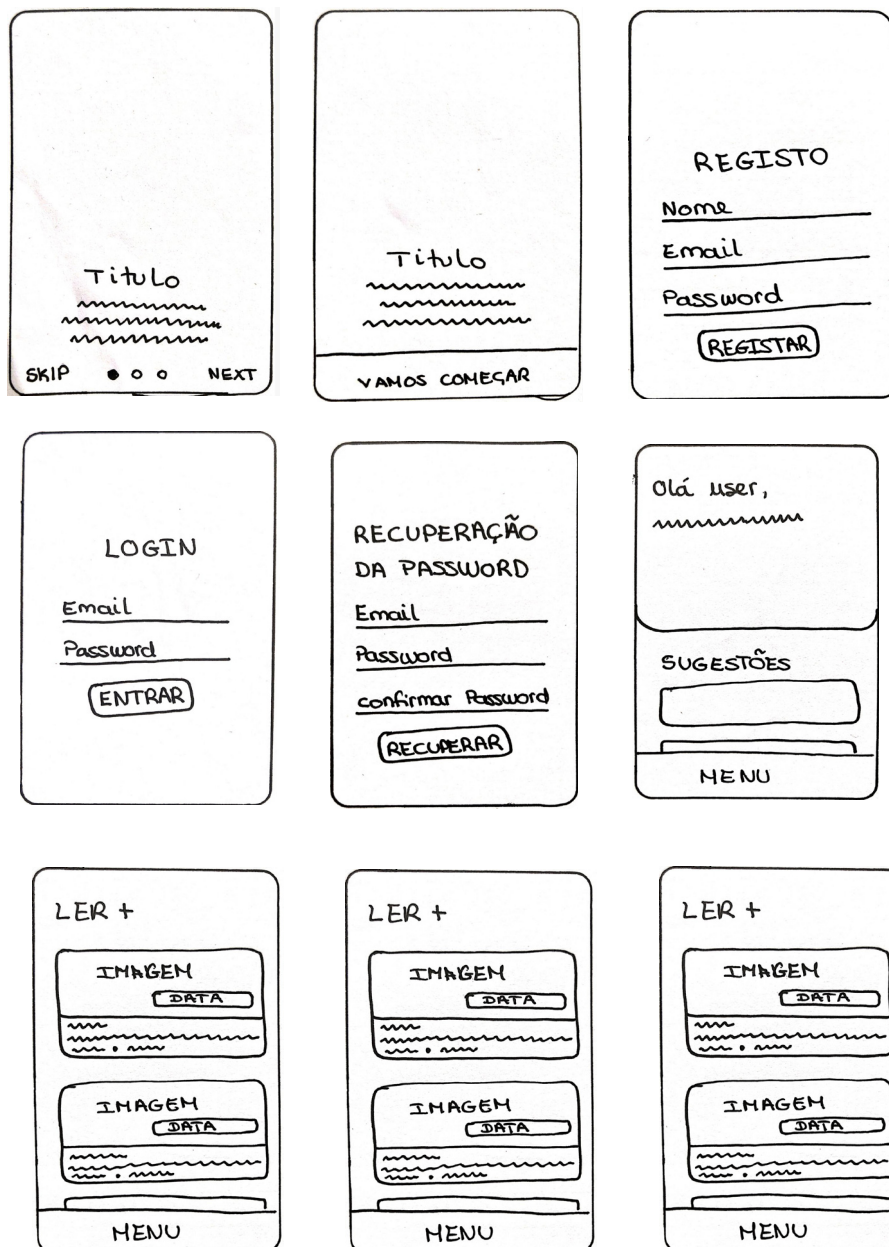 Titulo
SKIP
NEXT
Titulo
VAMOS COMEÇAR
REGISTO
Nome
Email
Password
REGISTAR
LOGIN
Email
Password
ENTRAR
RECUPERAÇÃO
DA PASSWORD
Email
Password
confirmar Password
RECUPERAR
Olá user,
SUGESTÕES
MENU
LER +
IMAGEM
DATA
IMAGEM
DATA
MENU
LER +
IMAGEM
DATA
IMAGEM
DATA
MENU
LER +
IMAGEM
DATA
IMAGEM
DATA
MENU